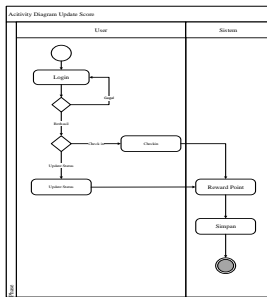 Acitivity Diagram Update Score
User
Sistem
Login
Gagal
Berhasil
Check in
Checkin
Update Status
Update Status
Reward Point
Simpan
Phase